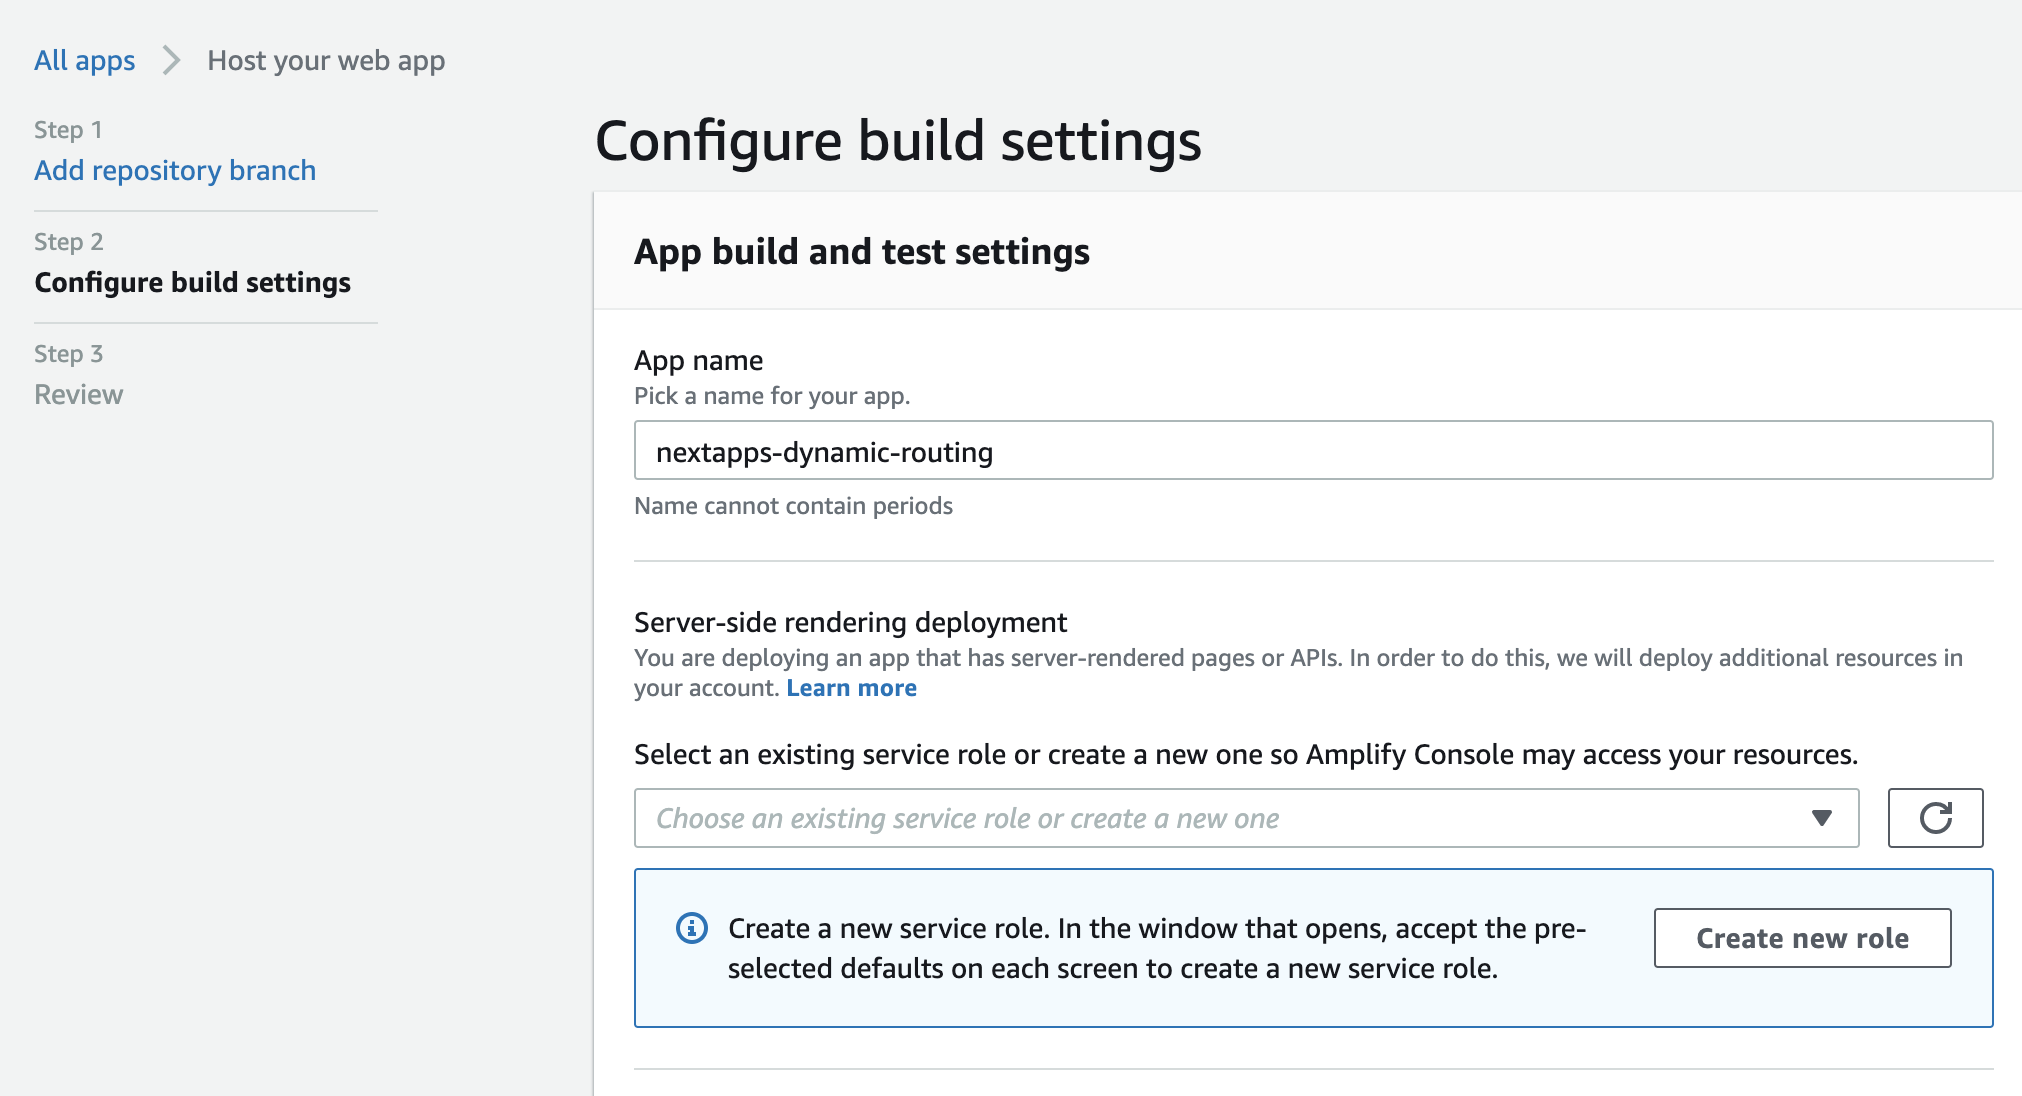 All apps
Host your web app
Step 1
Add repository branch
Step 2
Configure build settings
Step 3
Review
Configure build settings
App build and test settings
App name
Pick a name for your app.
nextapps-dynamic-routing
Name cannot contain periods
Server-side rendering deployment
You are deploying an app that has server-rendered pages or APIs. In order to do this, we will deploy additional resources in
your account. Learn more
Select an existing service role or create a new one so Amplify Console may access your resources.
Choose an existing service role or create a new one
Create a new service role. In the window that opens, accept the pre-
selected defaults on each screen to create a new service role.
Create new role